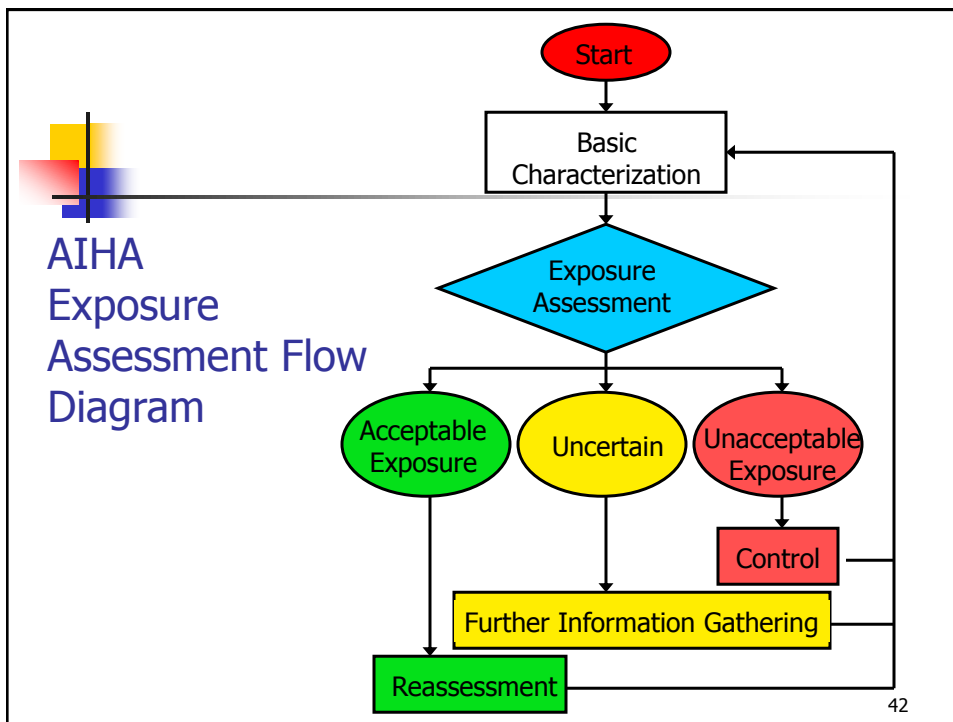 AIHA
Exposure
Assessment Flow
Diagram
Start
Basic
Characterization
Exposure
Assessment
Acceptable
Exposure
Uncertain
Unacceptable
Exposure
Control
Further Information Gathering
Reassessment
42